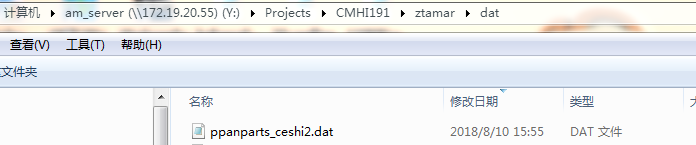 计算机 ▸ am_server (\\172.19.20.55) (Y:) ▸ Projects ▸ CMHI191 ▸ ztamar ▸ dat
查看(V) 工具(T) 帮助(H)
文件夹
名称 修改日期 类型
ppanparts_ceshi2.dat 2018/8/10 15:55 DAT 文件